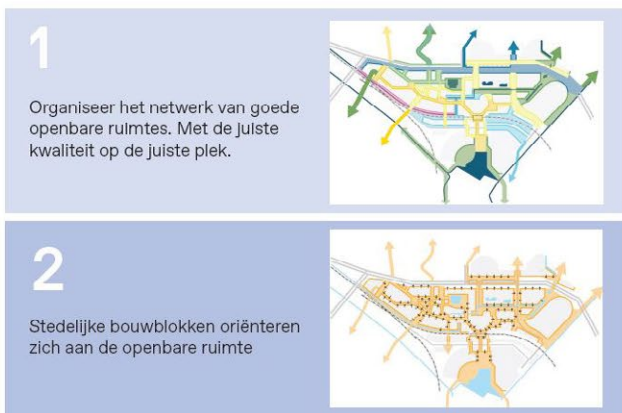 1
Organiseer het netwerk van goede
openbare ruimtes. Met de juiste
kwaliteit op de juiste plek.
2
Stedelijke bouwblokken oriënteren
zich aan de openbare ruimte